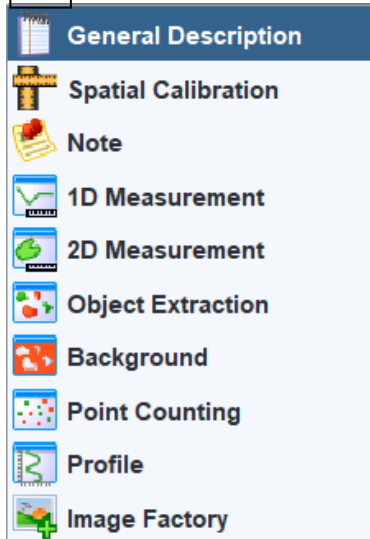 General Description
Spatial Calibration
Note
1D Measurement
2D Measurement
Object Extraction
Background
Point Counting
Profile
Image Factory